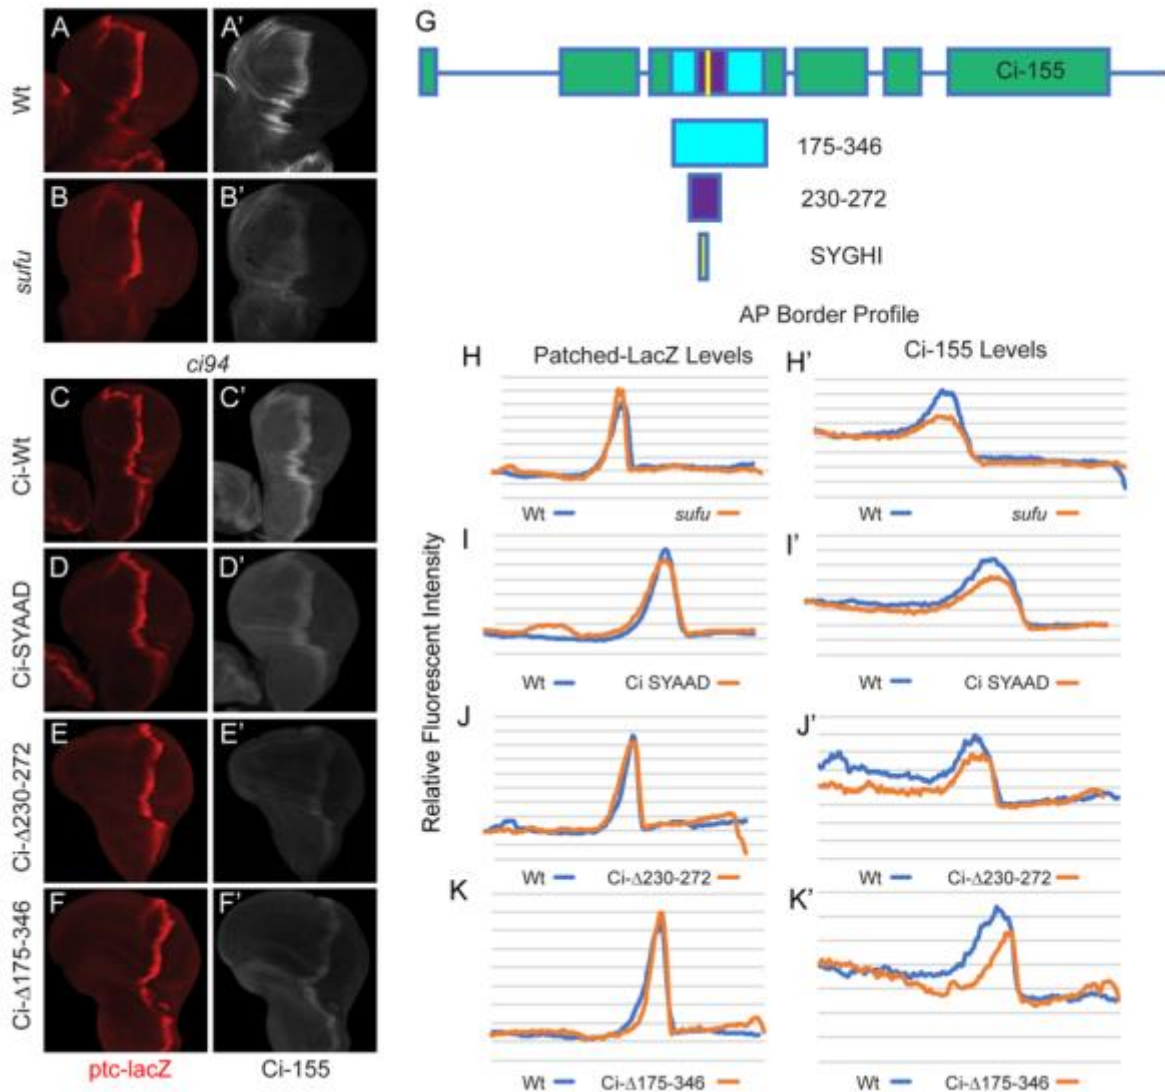 A
A'
Wt
B
B'
sufu
ci94
C
C'
Ci-Wt
D
D'
Ci-SYAAD
E
E'
Ci-Δ230-272
F
F'
Ci-Δ175-346
ptc-lacZ
Ci-155
G
Ci-155
175-346
230-272
SYGHI
AP Border Profile
Patched-LacZ Levels
Ci-155 Levels
Relative Fluorescent Intensity
H
Wt sufu
H'
Wt sufu
I
Wt Ci SYAAD
I'
Wt Ci SYAAD
J
Wt Ci-Δ230-272
J'
Wt Ci-Δ230-272
K
Wt Ci-Δ175-346
K'
Wt Ci-Δ175-346